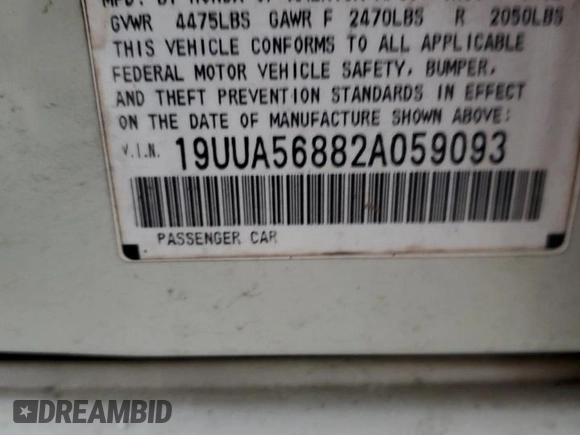 GVWR 4475LBS GAWR F 2470LBS R 2050LBS
THIS VEHICLE CONFORMS TO ALL APPLICABLE
FEDERAL MOTOR VEHICLE SAFETY, BUMPER,
AND THEFT PREVENTION STANDARDS IN EFFECT
ON THE DATE OF MANUFACTURE SHOWN ABOVE:
V.I.N. 19UUA56882A059093
PASSENGER CAR
DREAMBID